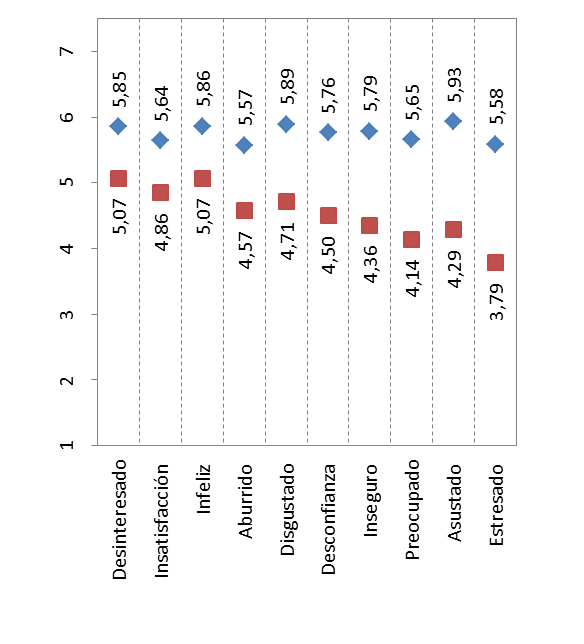 7
6
5
4
3
2
1
5,85
5,64
5,86
5,57
5,89
5,76
5,79
5,65
5,93
5,58
5,07
4,86
5,07
4,57
4,71
4,50
4,36
4,14
4,29
3,79
Desinteresado
Insatisfacción
Infeliz
Aburrido
Disgustado
Desconfianza
Inseguro
Preocupado
Asustado
Estresado